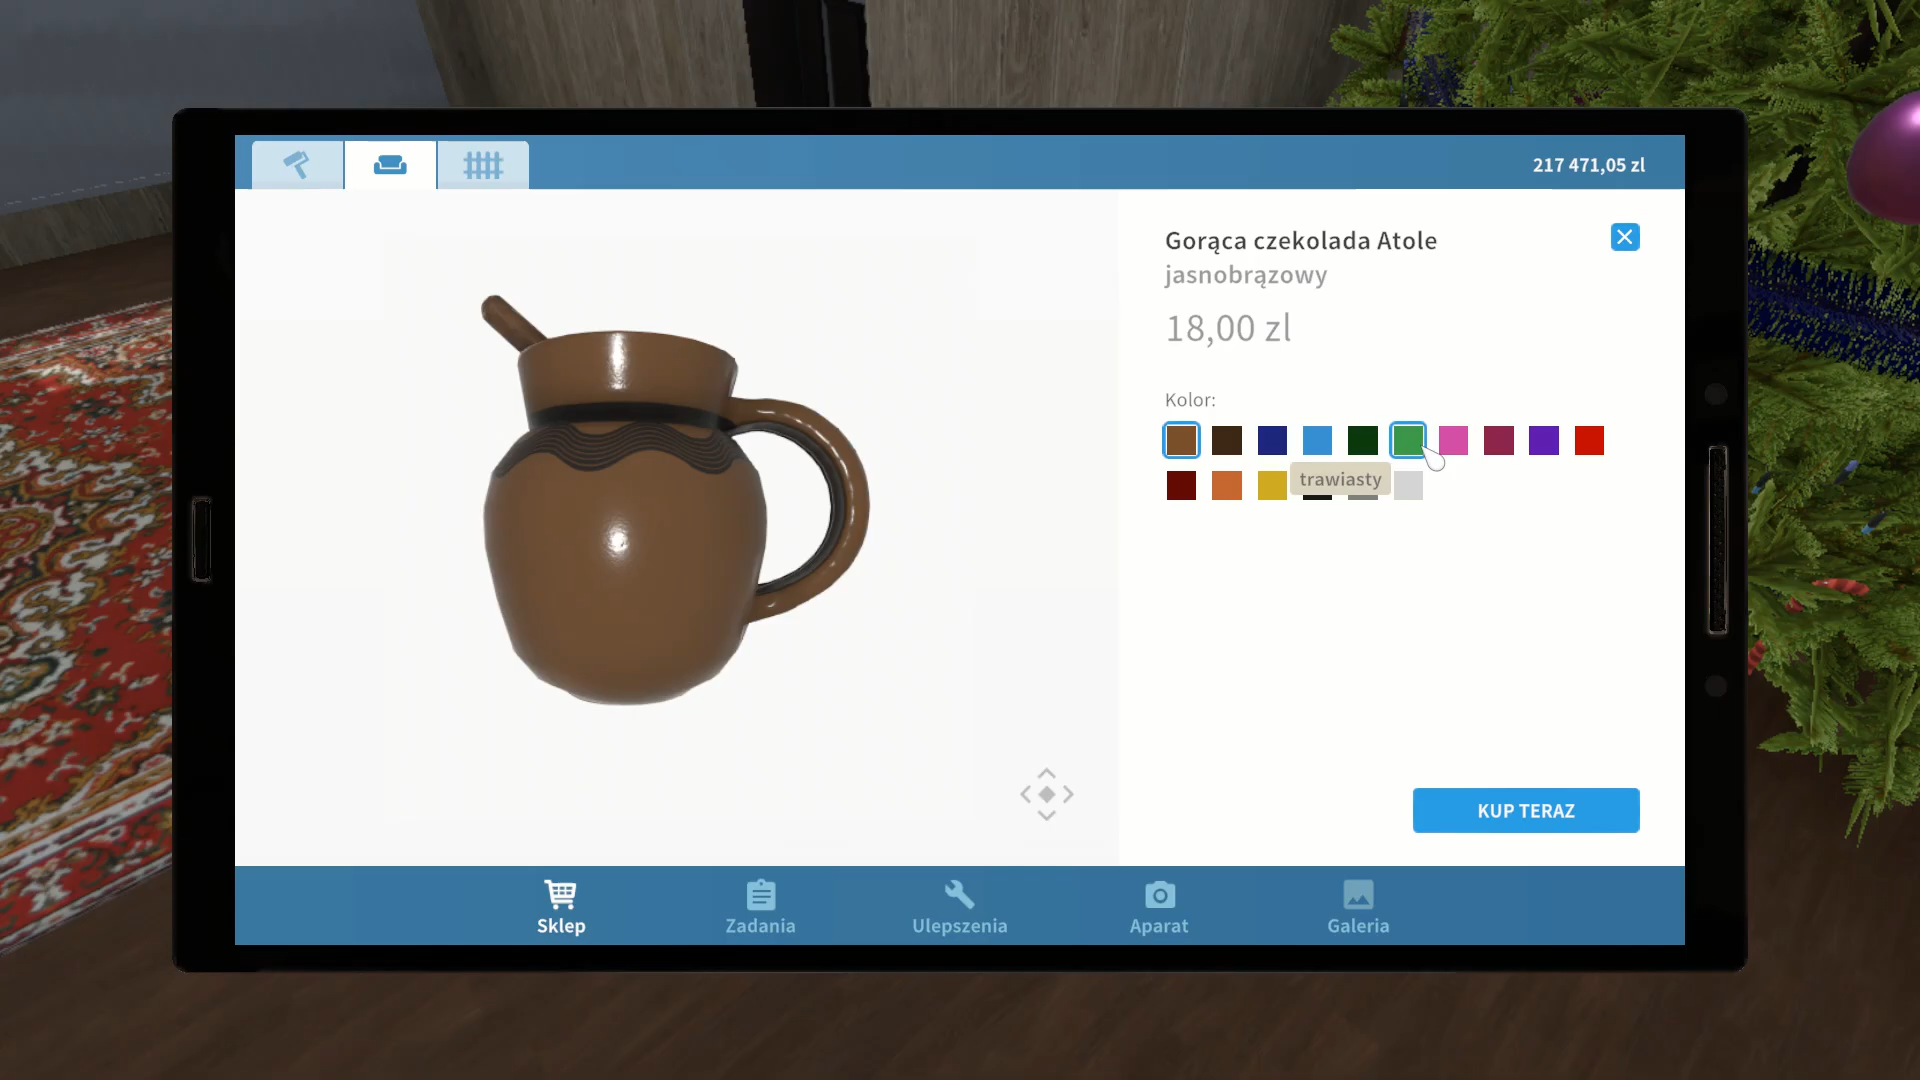 217 471,05 zl
Gorąca czekolada Atole
jasnobrązowy
18,00 zl
Kolor:
trawiasty
KUP TERAZ
Sklep
Zadania
Ulepszenia
Aparat
Galeria